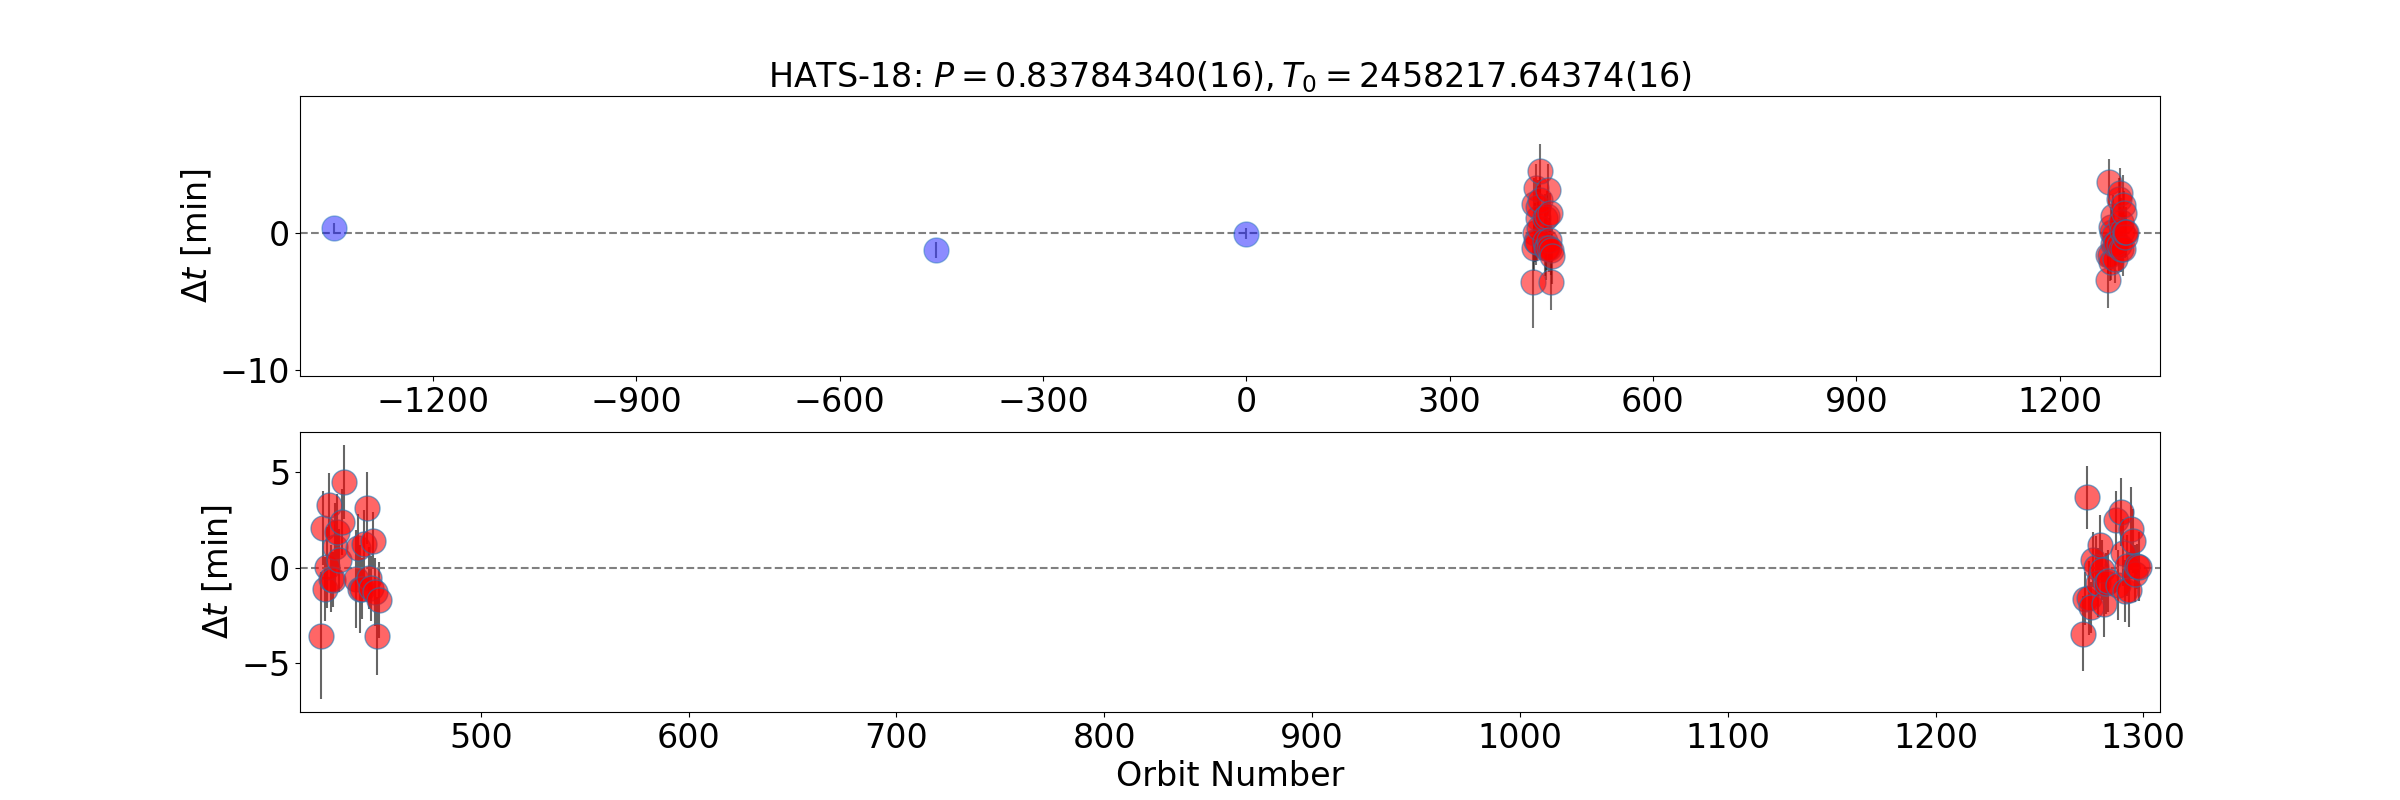 HATS-18: P = 0.83784340(16), T₀ = 2458217.64374(16)
Δt [min]
0
−10
−1200 −900 −600 −300 0 300 600 900 1200
Δt [min]
5
0
−5
500 600 700 800 900 1000 1100 1200 1300
Orbit Number